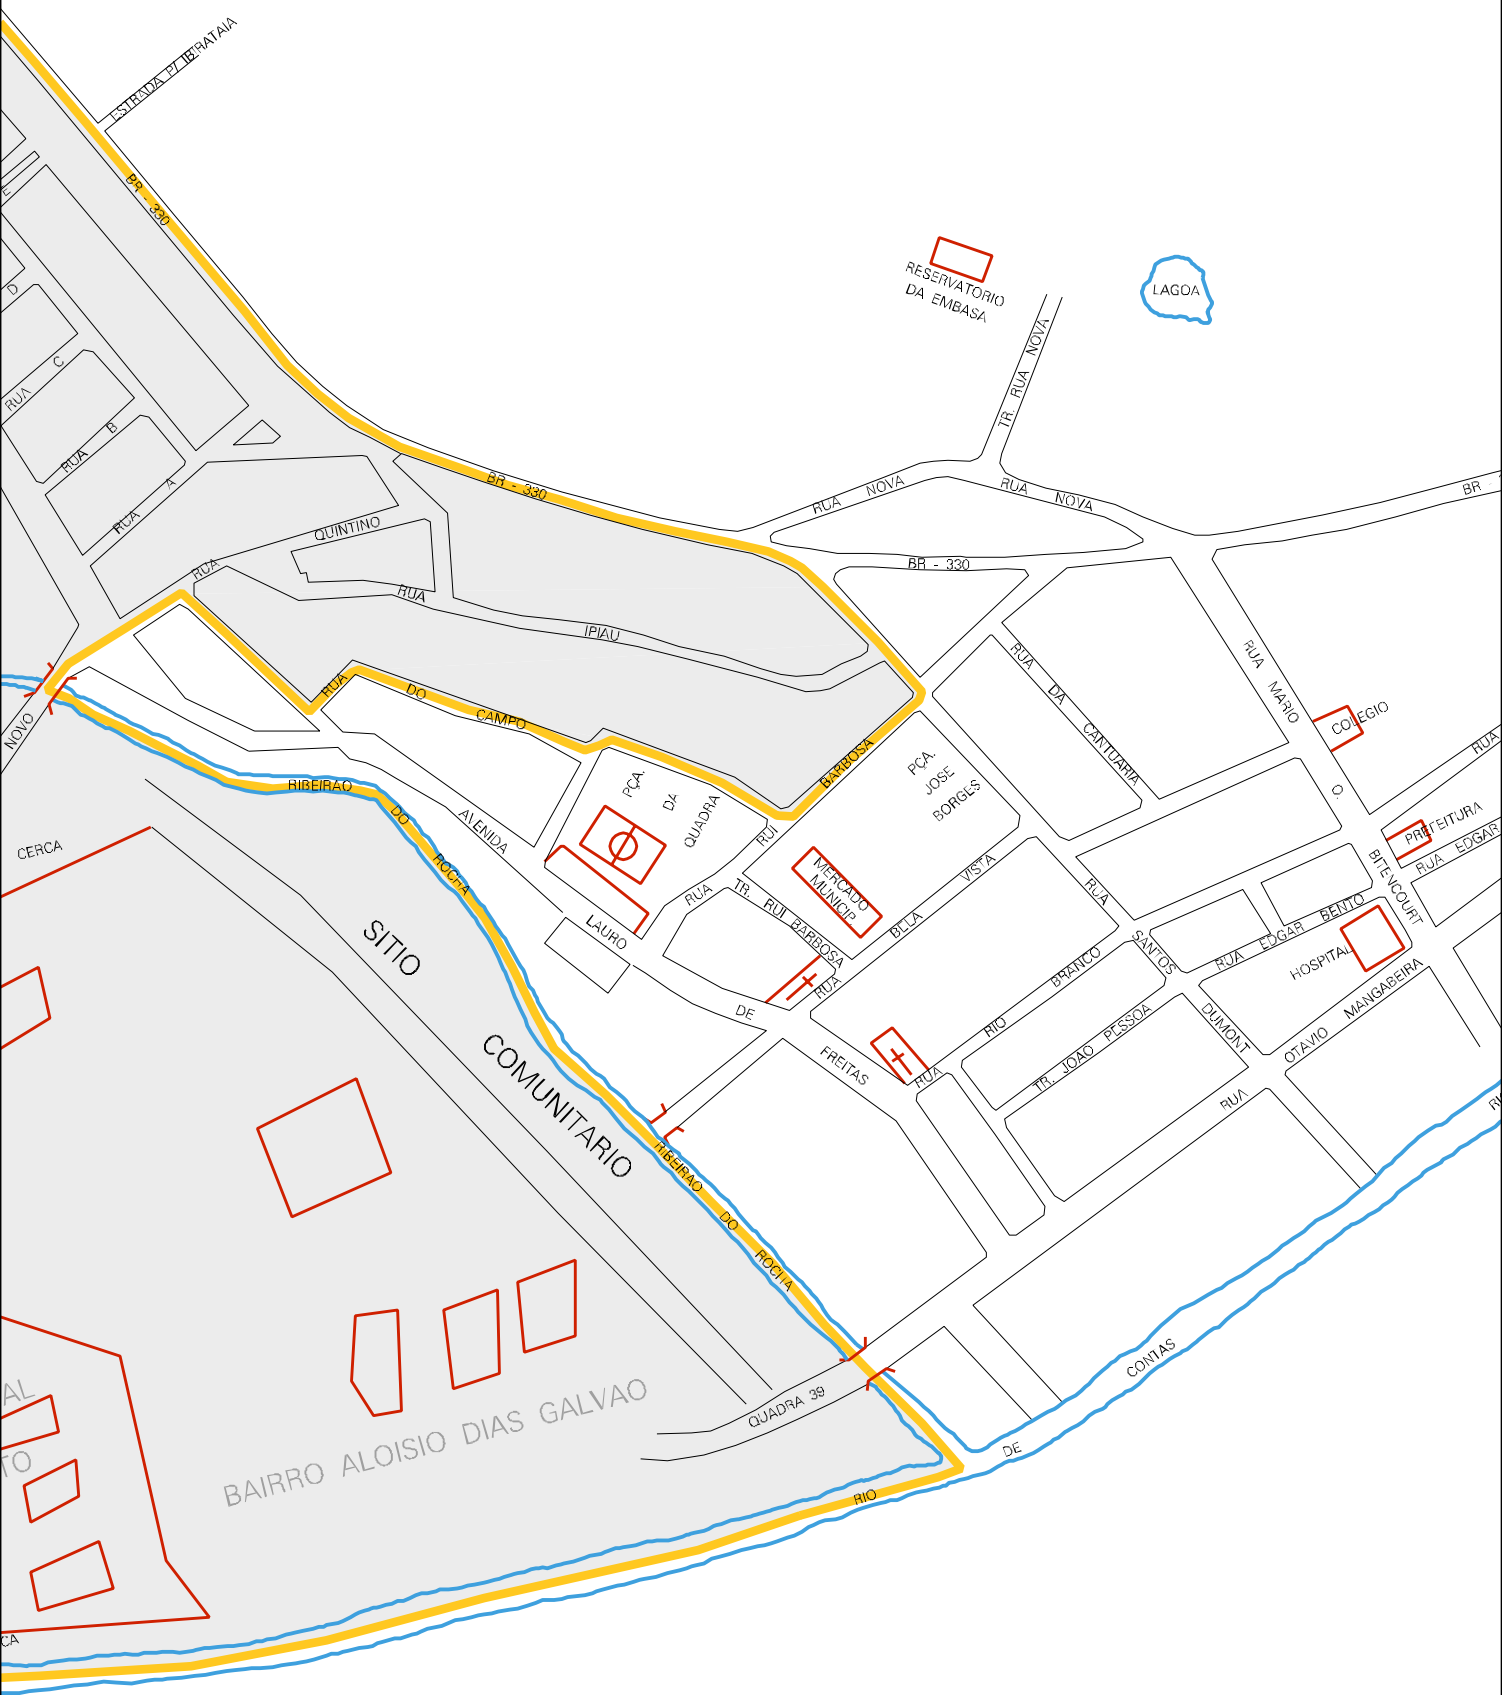 ESTRADA P/ IBIRATAIA
BR - 330
E
D
RUA C
RUA B
RUA A
RESERVATORIO
DA EMBASA
LAGOA
TR. RUA NOVA
RUA NOVA
RUA NOVA
BR - 330
BR -
BR - 330
RUA QUINTINO
RUA IPIAU
RUA DO CAMPO
RUA DA CANTUARIA
RUA MARIO O. BITENCOURT
COLEGIO
RUA
PREFEITURA
RUA EDGAR
NOVO
RIBEIRAO DO ROCHA
AVENIDA LAURO DE FREITAS
PÇA.
DA
QUADRA
RUA RUI BARBOSA
PÇA.
JOSE
BORGES
MERCADO
MUNICIP
TR. RUI BARBOSA
RUA BELA VISTA
RUA SANTOS DUMONT
RUA EDGAR BENTO
HOSPITAL
RUA RIO BRANCO
TR. JOAO PESSOA
RUA OTAVIO MANGABEIRA
CERCA
SITIO
COMUNITARIO
RIBEIRAO DO ROCHA
QUADRA 39
BAIRRO ALOISIO DIAS GALVAO
AL
TO
CA
RIO DE CONTAS
RI